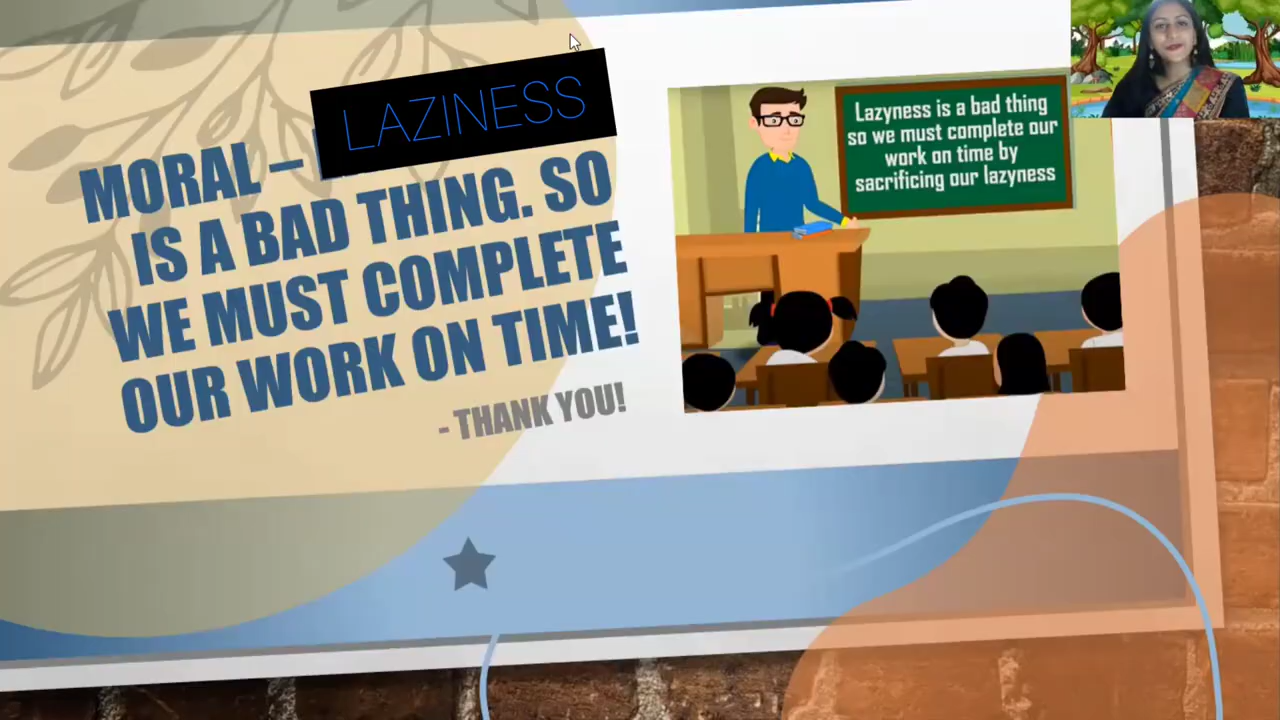 MORAL – LAZINESS
IS A BAD THING. SO
WE MUST COMPLETE
OUR WORK ON TIME!
- THANK YOU!
Lazyness is a bad thing
so we must complete our
work on time by
sacrificing our lazyness